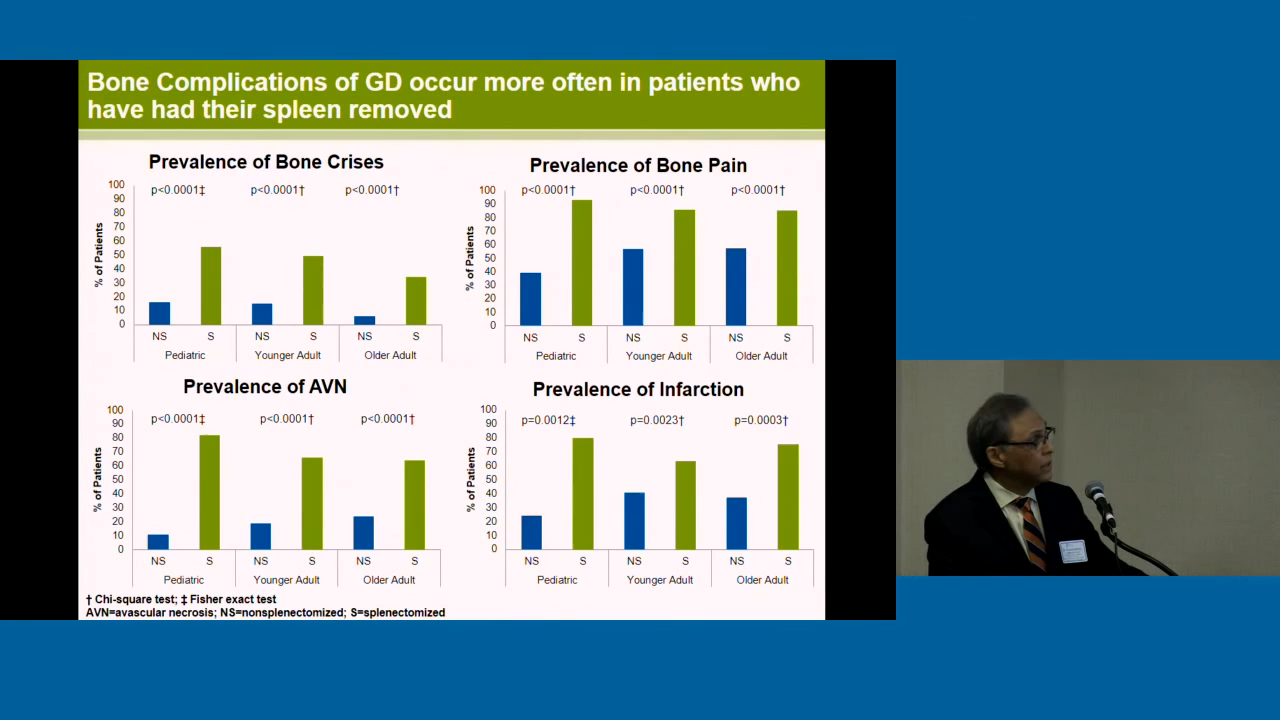 Bone Complications of GD occur more often in patients who
have had their spleen removed
Prevalence of Bone Crises
p<0.0001‡ p<0.0001† p<0.0001†
% of Patients
100
90
80
70
60
50
40
30
20
10
0
NS S NS S NS S
Pediatric Younger Adult Older Adult
Prevalence of Bone Pain
p<0.0001† p<0.0001† p<0.0001†
% of Patients
100
90
80
70
60
50
40
30
20
10
0
NS S NS S NS S
Pediatric Younger Adult Older Adult
Prevalence of AVN
p<0.0001‡ p<0.0001† p<0.0001†
% of Patients
100
90
80
70
60
50
40
30
20
10
0
NS S NS S NS S
Pediatric Younger Adult Older Adult
Prevalence of Infarction
p=0.0012‡ p=0.0023† p=0.0003†
% of Patients
100
90
80
70
60
50
40
30
20
10
0
NS S NS S NS S
Pediatric Younger Adult Older Adult
† Chi-square test; ‡ Fisher exact test
AVN=avascular necrosis; NS=nonsplenectomized; S=splenectomized